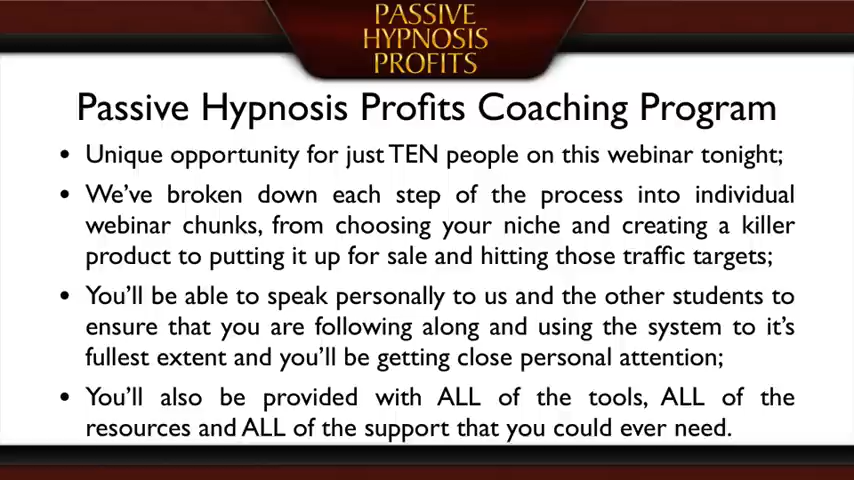 PASSIVE
HYPNOSIS
PROFITS
Passive Hypnosis Profits Coaching Program
• Unique opportunity for just TEN people on this webinar tonight;
• We've broken down each step of the process into individual
webinar chunks, from choosing your niche and creating a killer
product to putting it up for sale and hitting those traffic targets;
• You'll be able to speak personally to us and the other students to
ensure that you are following along and using the system to it's
fullest extent and you'll be getting close personal attention;
• You'll also be provided with ALL of the tools, ALL of the
resources and ALL of the support that you could ever need.